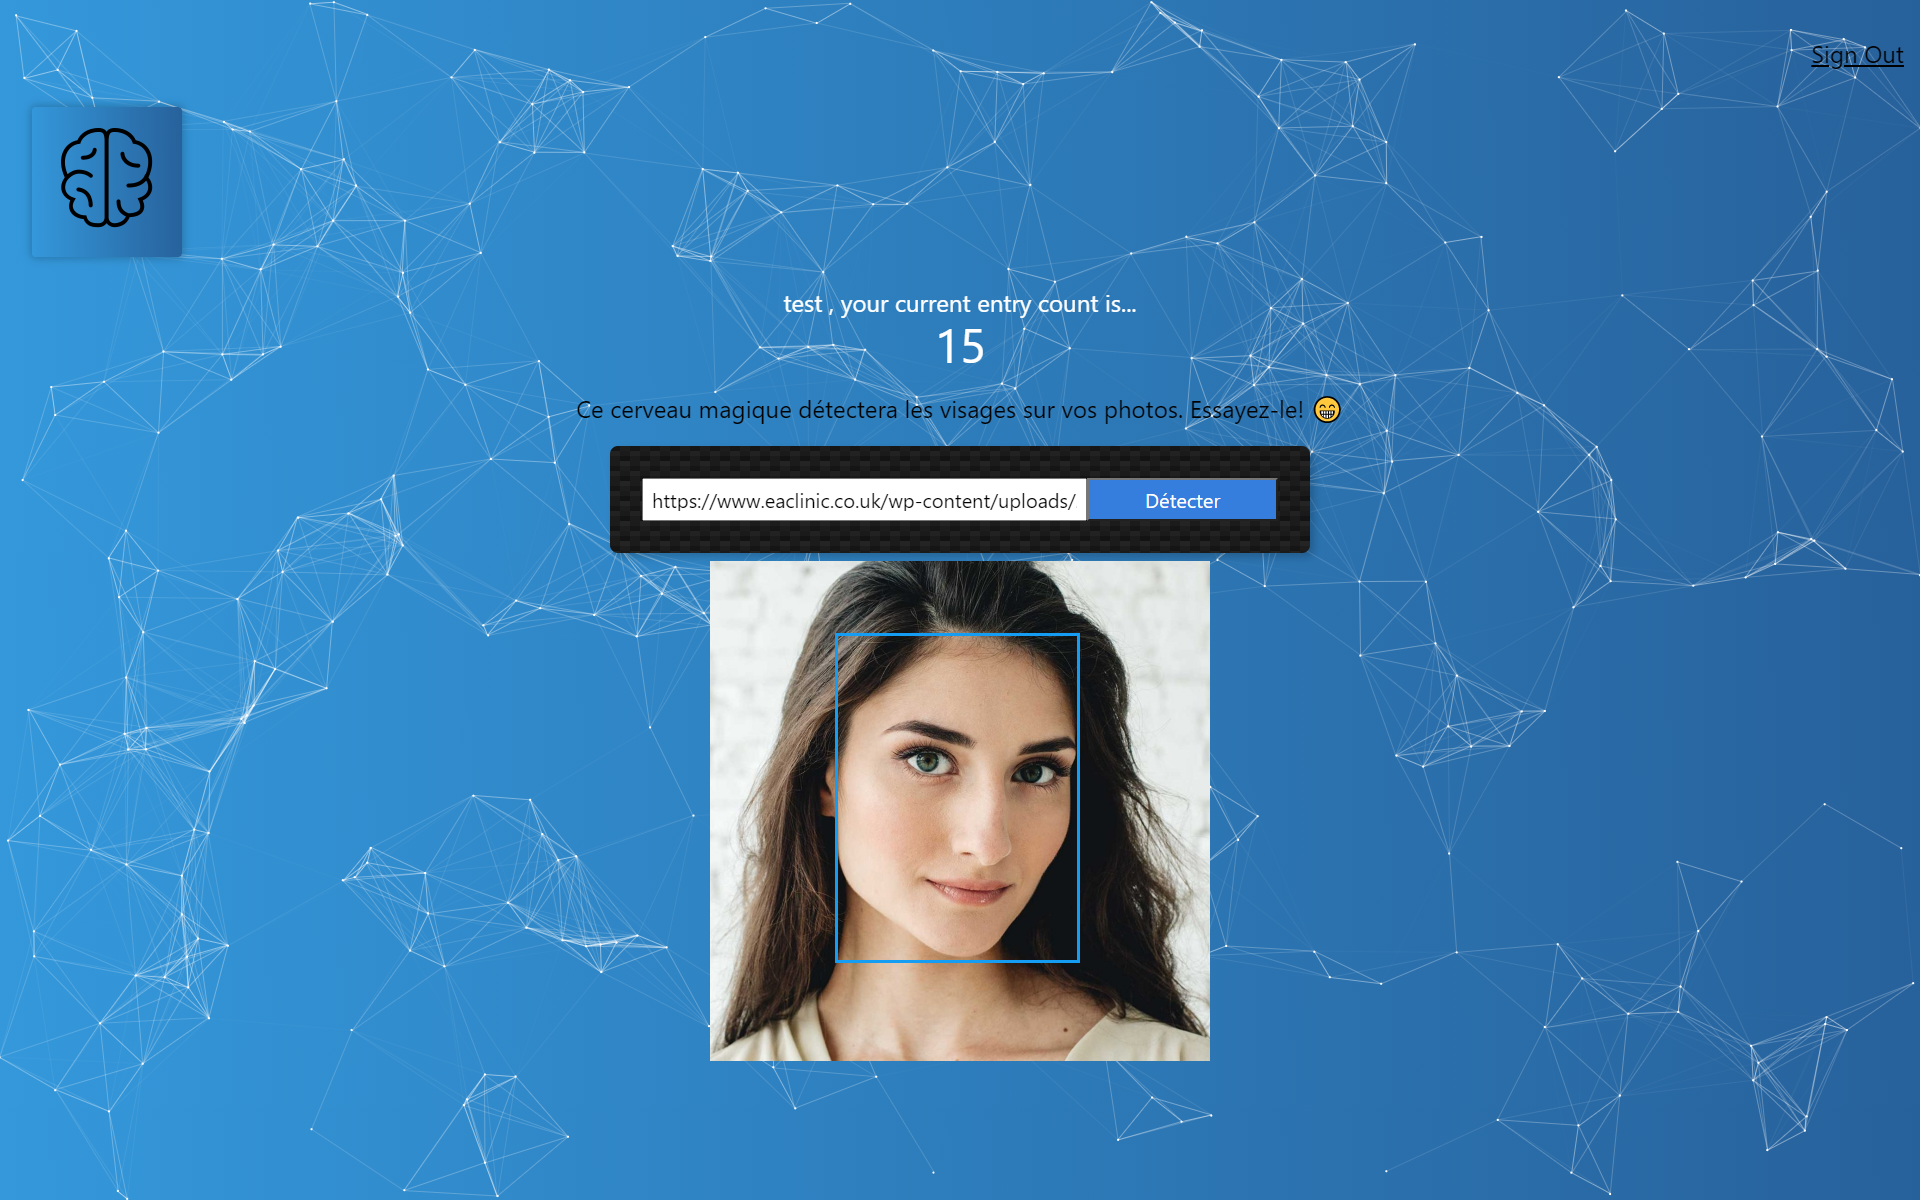 Sign Out
test , your current entry count is...
15
Ce cerveau magique détectera les visages sur vos photos. Essayez-le! 😁
https://www.eaclinic.co.uk/wp-content/uploads/
Détecter